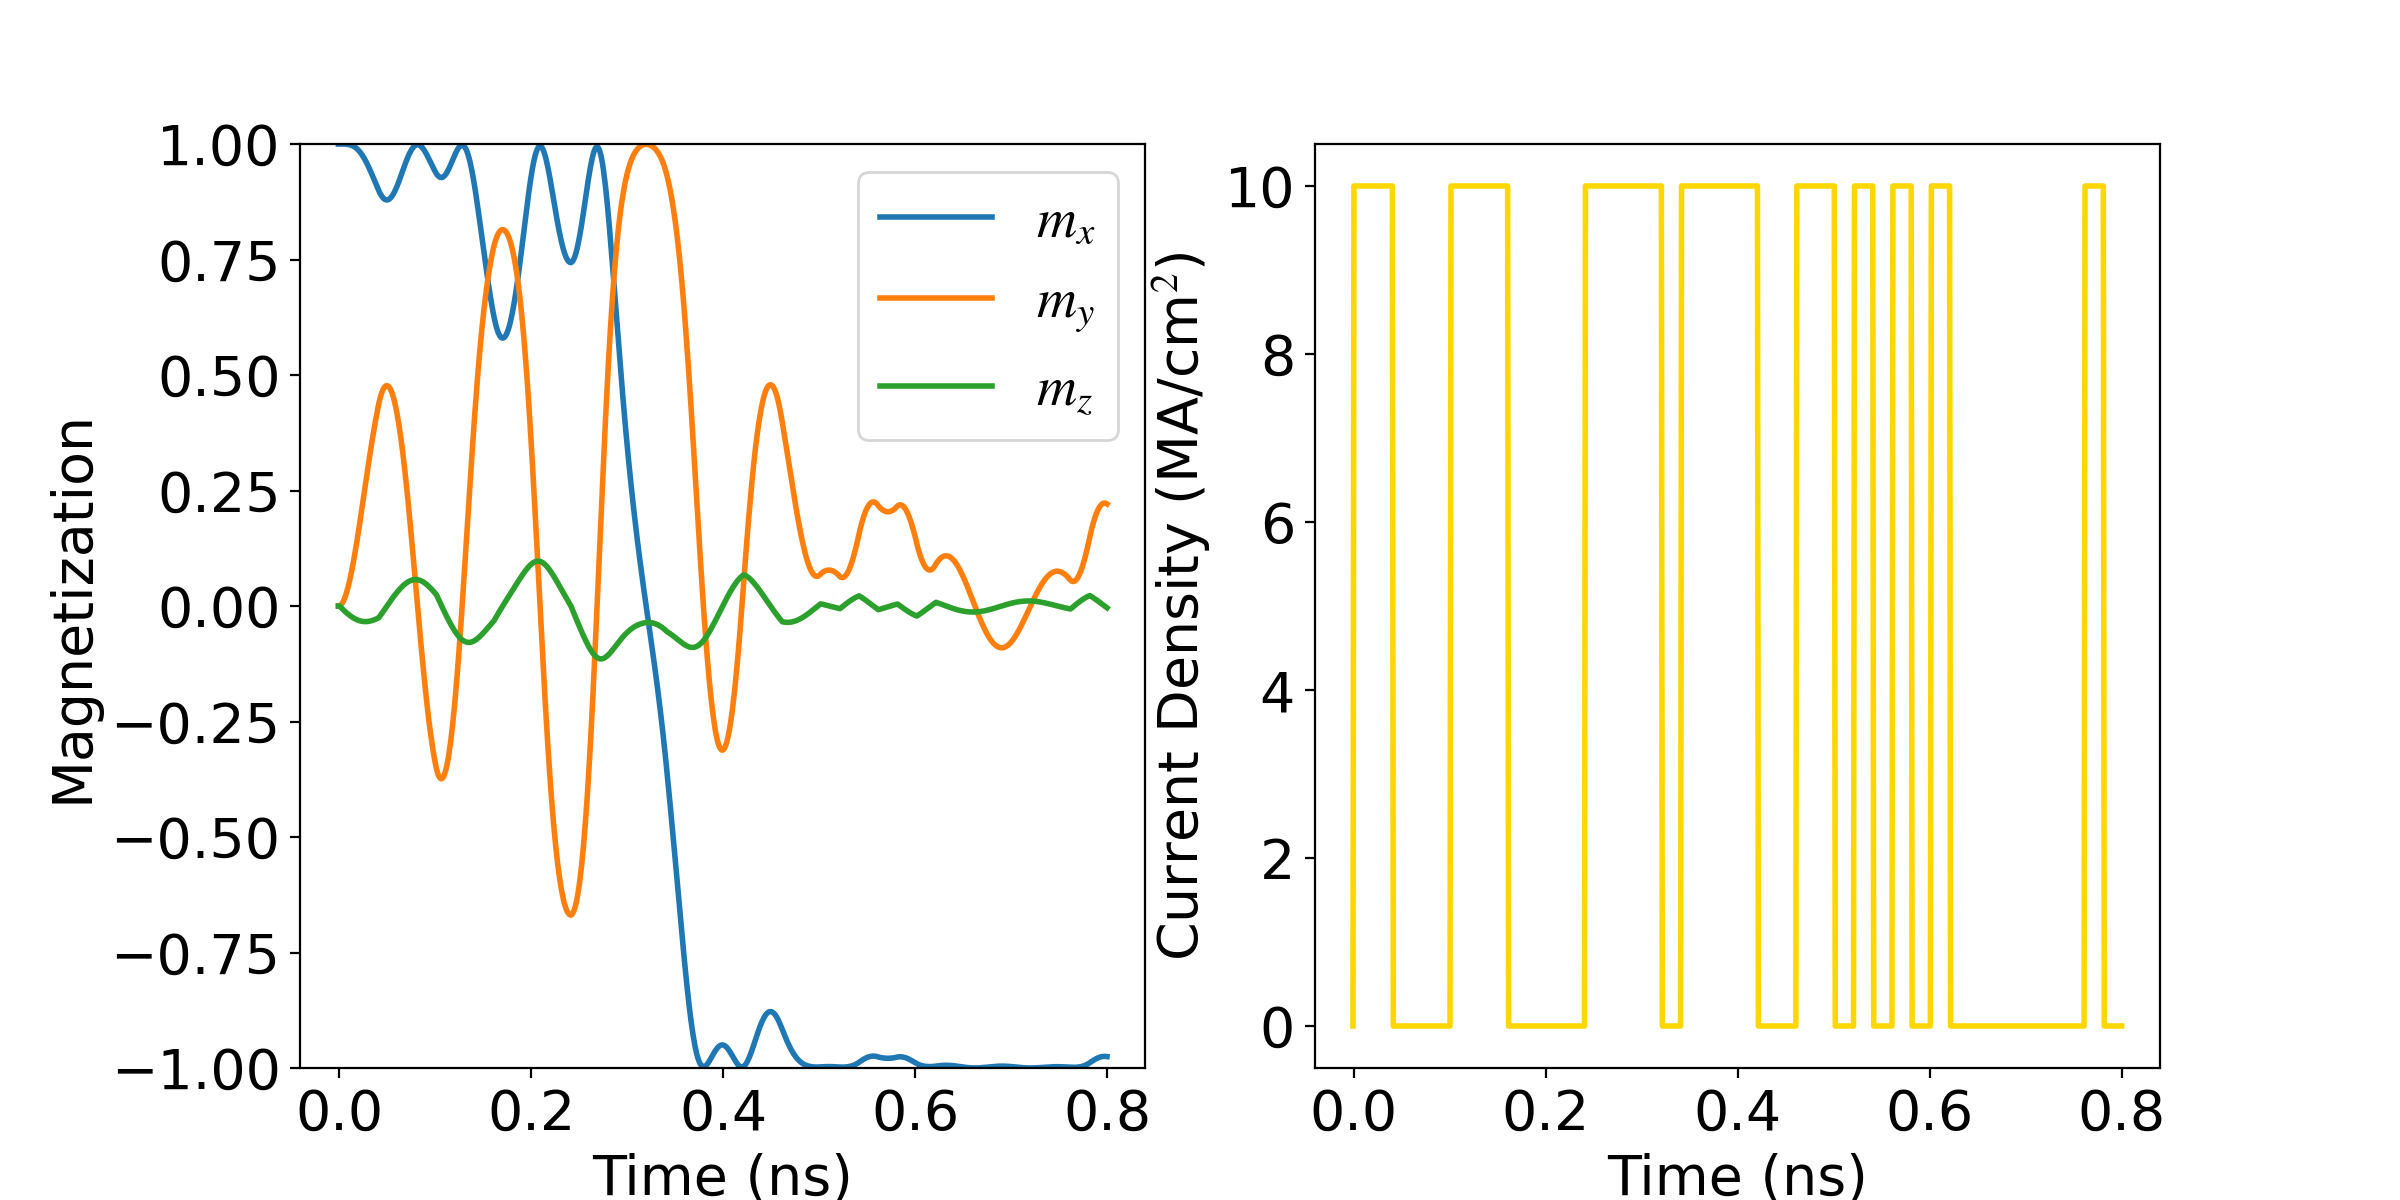 Magnetization
1.00
0.75
0.50
0.25
0.00
−0.25
−0.50
−0.75
−1.00
0.0 0.2 0.4 0.6 0.8
Time (ns)
m_x
m_y
m_z
Current Density (MA/cm²)
10
8
6
4
2
0
0.0 0.2 0.4 0.6 0.8
Time (ns)